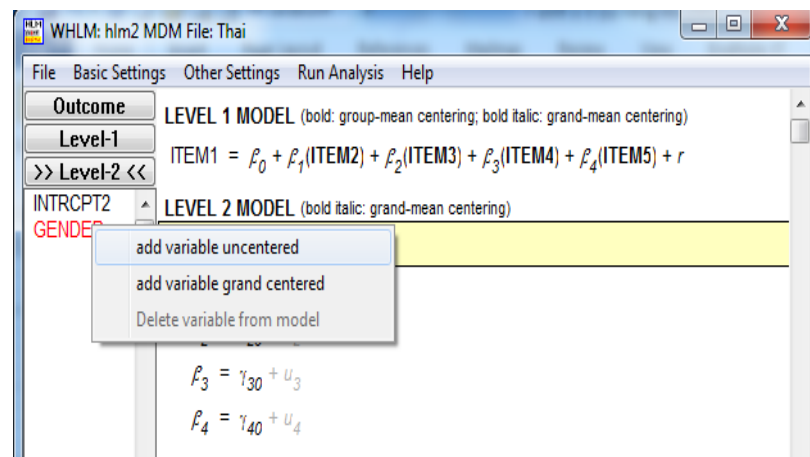 WHLM: hlm2 MDM File: Thai
File Basic Settings Other Settings Run Analysis Help
Outcome
Level-1
>> Level-2 <<
INTRCPT2
GENDER
LEVEL 1 MODEL (bold: group-mean centering; bold italic: grand-mean centering)
ITEM1 = β0 + β1(ITEM2) + β2(ITEM3) + β3(ITEM4) + β4(ITEM5) + r
LEVEL 2 MODEL (bold italic: grand-mean centering)
add variable uncentered
add variable grand centered
Delete variable from model
β3 = γ30 + u3
β4 = γ40 + u4